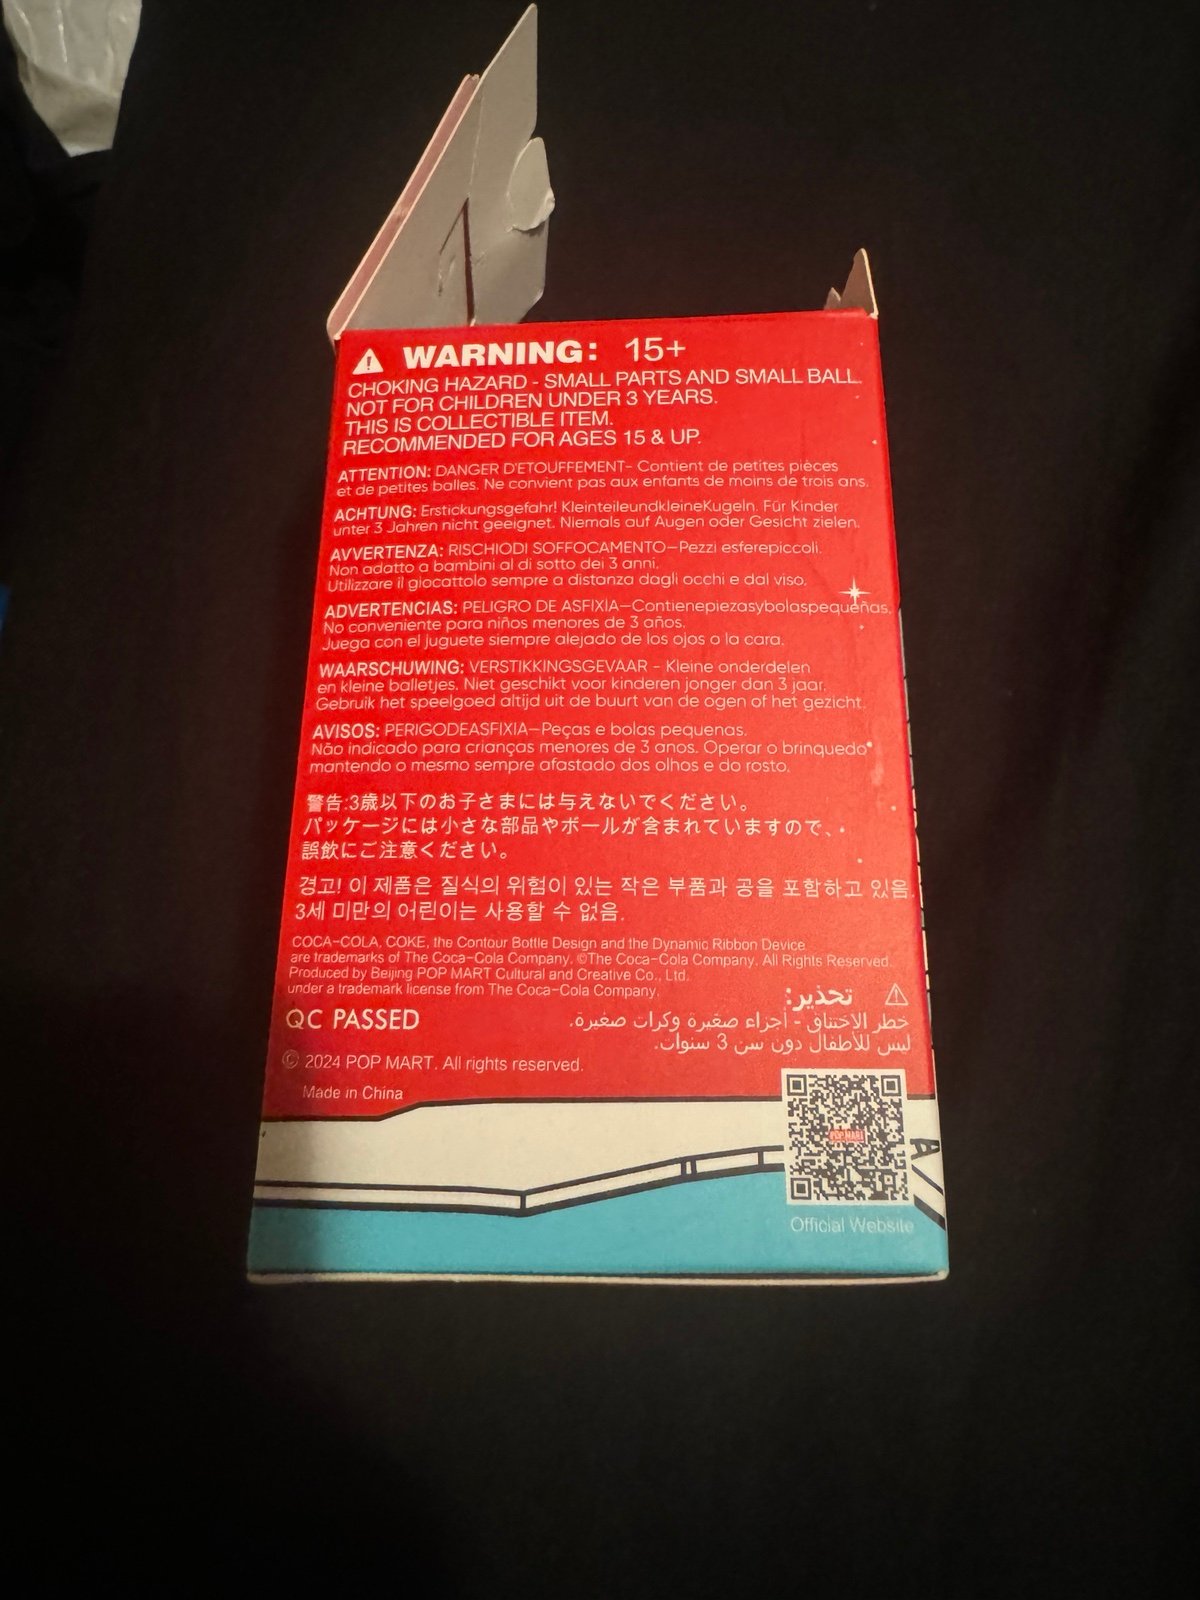 WARNING: 15+
CHOKING HAZARD - SMALL PARTS AND SMALL BALL.
NOT FOR CHILDREN UNDER 3 YEARS.
THIS IS COLLECTIBLE ITEM.
RECOMMENDED FOR AGES 15 & UP.
ATTENTION: DANGER D'ETOUFFEMENT- Contient de petites pièces
et de petites balles. Ne convient pas aux enfants de moins de trois ans.
ACHTUNG: Erstickungsgefahr! KleinteileundkleineKugeln. Für Kinder
unter 3 Jahren nicht geeignet. Niemals auf Augen oder Gesicht zielen.
AVVERTENZA: RISCHIODI SOFFOCAMENTO—Pezzi esferepiccoli.
Non adatto a bambini al di sotto dei 3 anni.
Utilizzare il giocattolo sempre a distanza dagli occhi e dal viso.
ADVERTENCIAS: PELIGRO DE ASFIXIA—Contienepiezasybolaspequeñas.
No conveniente para niños menores de 3 años.
Juega con el juguete siempre alejado de los ojos o la cara.
WAARSCHUWING: VERSTIKKINGSGEVAAR - Kleine onderdelen
en kleine balletjes. Niet geschikt voor kinderen jonger dan 3 jaar.
Gebruik het speelgoed altijd uit de buurt van de ogen of het gezicht.
AVISOS: PERIGODEASFIXIA—Peças e bolas pequenas.
Não indicado para crianças menores de 3 anos. Operar o brinquedo
mantendo o mesmo sempre afastado dos olhos e do rosto.
警告:3歳以下のお子さまには与えないでください。
パッケージには小さな部品やボールが含まれていますので、
誤飲にご注意ください。
경고! 이 제품은 질식의 위험이 있는 작은 부품과 공을 포함하고 있음.
3세 미만의 어린이는 사용할 수 없음.
COCA-COLA, COKE, the Contour Bottle Design and the Dynamic Ribbon Device
are trademarks of The Coca-Cola Company. ©The Coca-Cola Company. All Rights Reserved.
Produced by Beijing POP MART Cultural and Creative Co., Ltd.
under a trademark license from The Coca-Cola Company.
تحذير:
خطر الاختناق - أجزاء صغيرة وكرات صغيرة.
ليس للأطفال دون سن 3 سنوات.
QC PASSED
© 2024 POP MART. All rights reserved.
Made in China
POP MART
Official Website